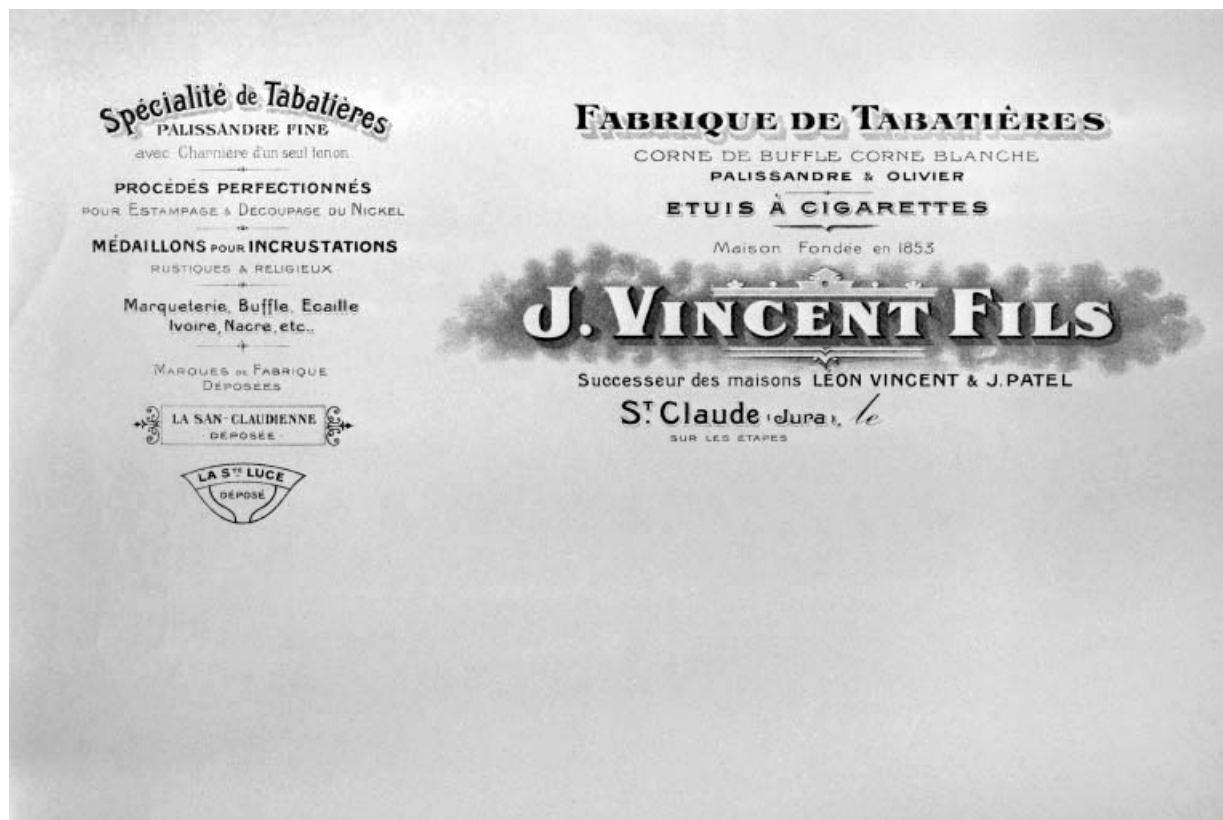 Spécialité de Tabatières
PALISSANDRE FINE
avec Charnière d'un seul tenon
PROCÉDÉS PERFECTIONNÉS
POUR ESTAMPAGE & DÉCOUPAGE DU NICKEL
MÉDAILLONS POUR INCRUSTATIONS
RUSTIQUES & RELIGIEUX
Marqueterie, Buffle, Ecaille
Ivoire, Nacre, etc..
MARQUES DE FABRIQUE
DÉPOSÉES
LA SAN-CLAUDIENNE
- DÉPOSÉE -
LA STE LUCE
DÉPOSÉ
FABRIQUE DE TABATIÈRES
CORNE DE BUFFLE CORNE BLANCHE
PALISSANDRE & OLIVIER
ETUIS À CIGARETTES
Maison Fondée en 1853
J. VINCENT FILS
Successeur des maisons LÉON VINCENT & J. PATEL
ST Claude (Jura), le
SUR LES ÉTAPES